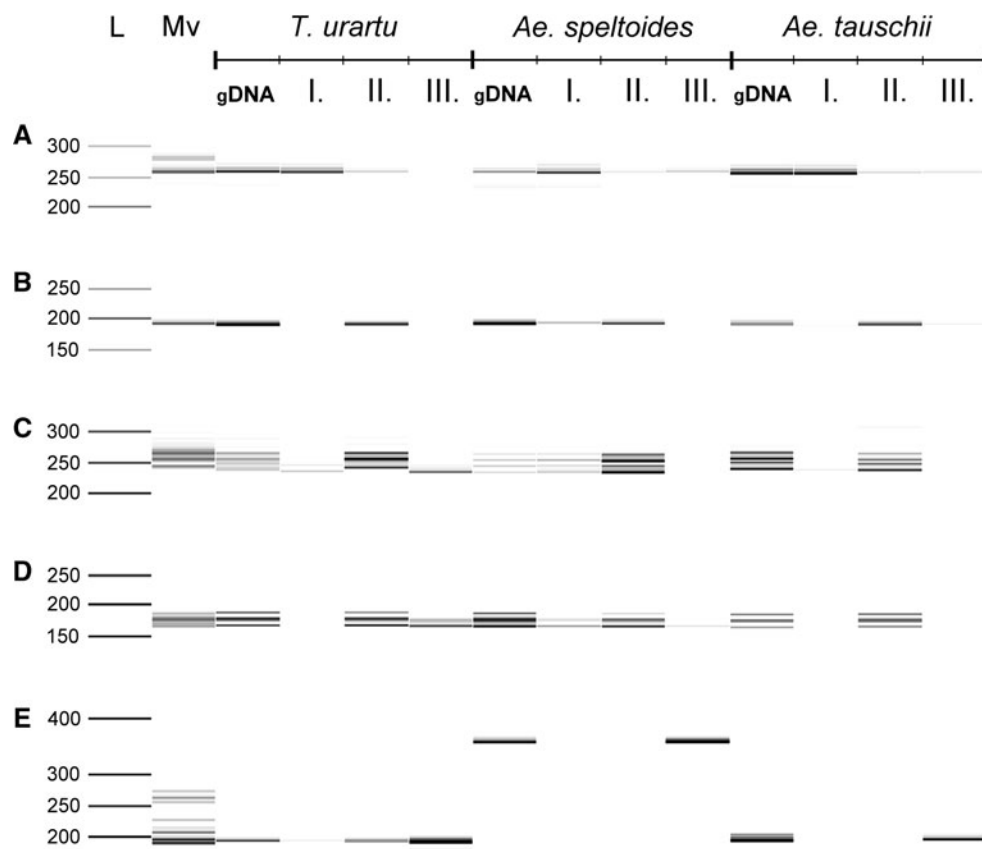 L Mv T. urartu Ae. speltoides Ae. tauschii
gDNA I. II. III. gDNA I. II. III. gDNA I. II. III.
A
300
250
200
B
250
200
150
C
300
250
200
D
250
200
150
E
400
300
250
200